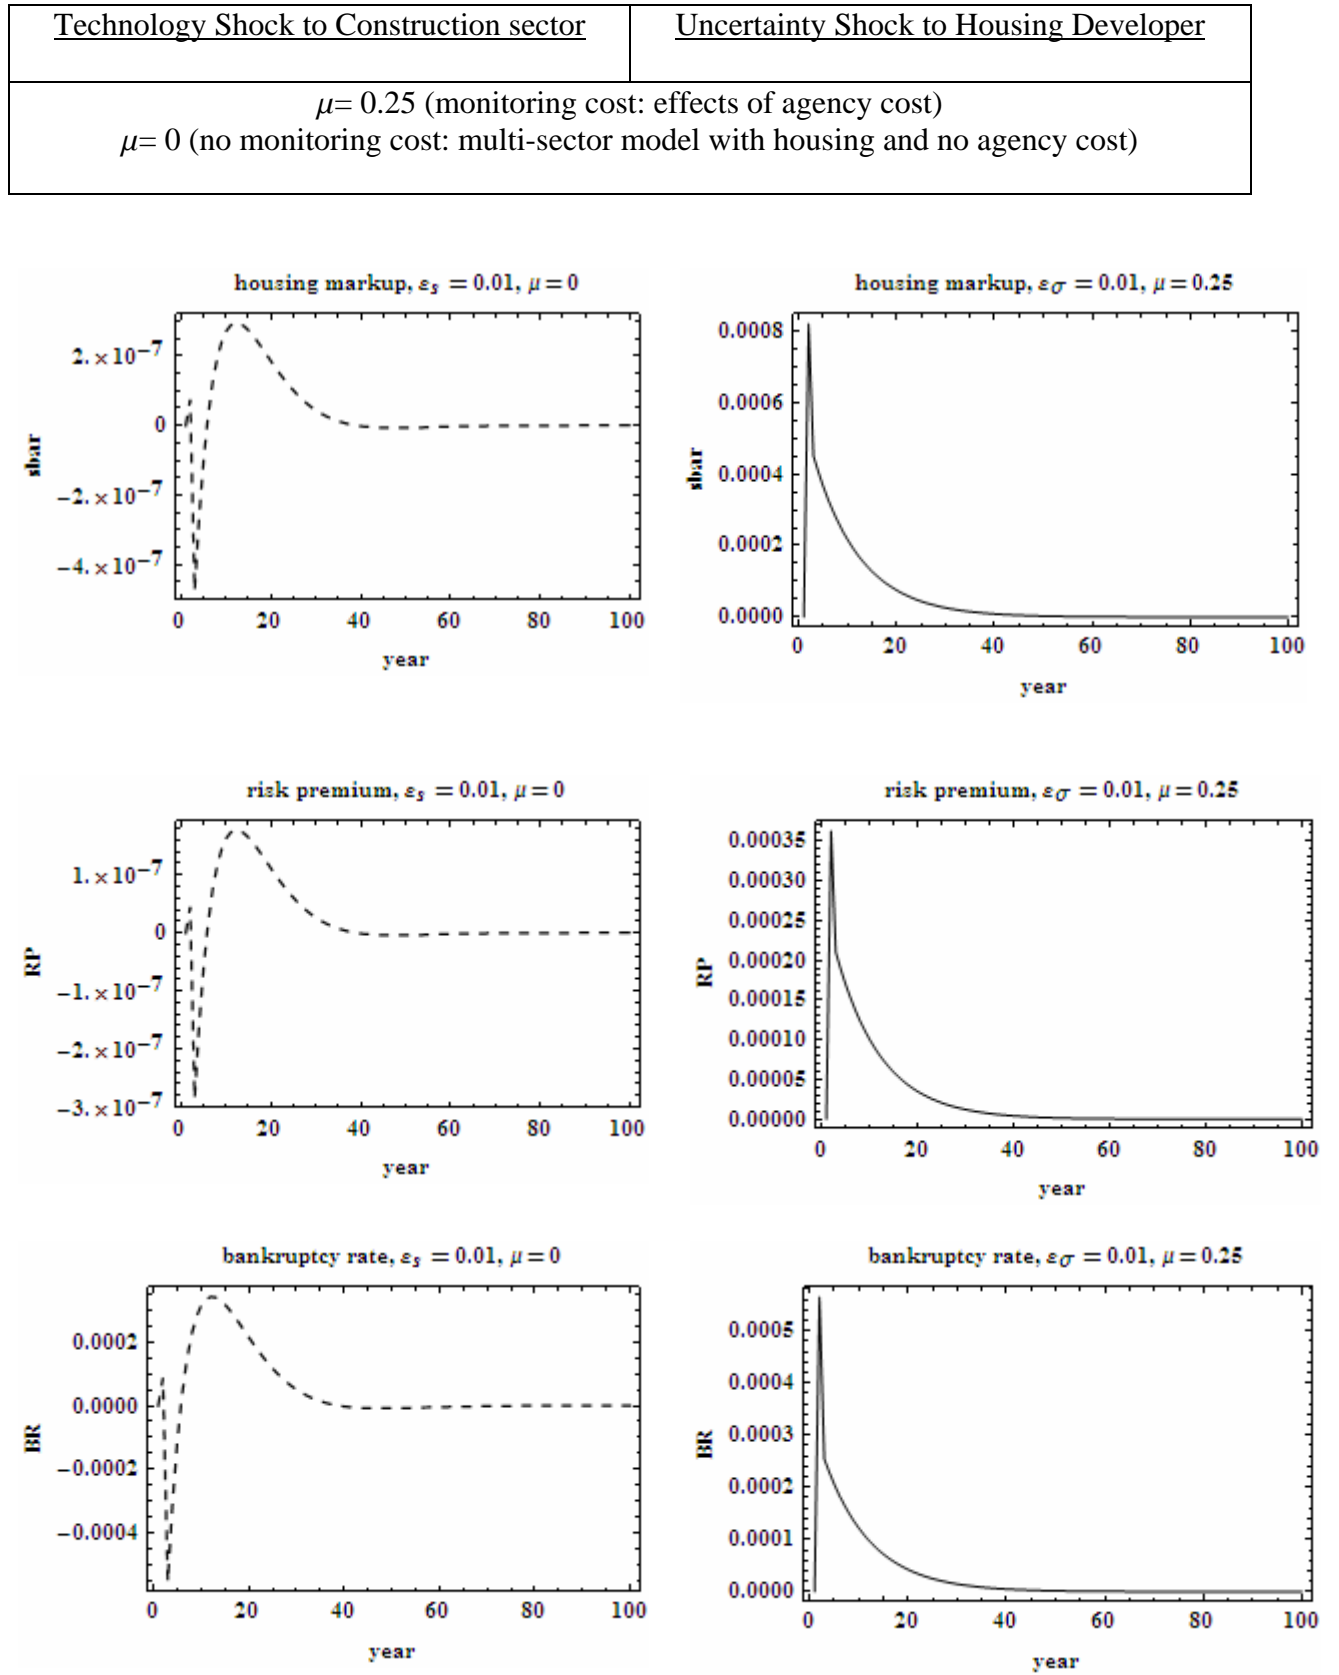 Technology Shock to Construction sector
Uncertainty Shock to Housing Developer
μ= 0.25 (monitoring cost: effects of agency cost)
μ= 0 (no monitoring cost: multi-sector model with housing and no agency cost)
housing markup, εs = 0.01, μ = 0
2.×10⁻⁷
0
−2.×10⁻⁷
−4.×10⁻⁷
sbar
0 20 40 60 80 100
year
housing markup, εσ = 0.01, μ = 0.25
0.0008
0.0006
0.0004
0.0002
0.0000
sbar
0 20 40 60 80 100
year
risk premium, εs = 0.01, μ = 0
1.×10⁻⁷
0
−1.×10⁻⁷
−2.×10⁻⁷
−3.×10⁻⁷
RP
0 20 40 60 80 100
year
risk premium, εσ = 0.01, μ = 0.25
0.00035
0.00030
0.00025
0.00020
0.00015
0.00010
0.00005
0.00000
RP
0 20 40 60 80 100
year
bankruptcy rate, εs = 0.01, μ = 0
0.0002
0.0000
−0.0002
−0.0004
BR
0 20 40 60 80 100
year
bankruptcy rate, εσ = 0.01, μ = 0.25
0.0005
0.0004
0.0003
0.0002
0.0001
0.0000
BR
0 20 40 60 80 100
year